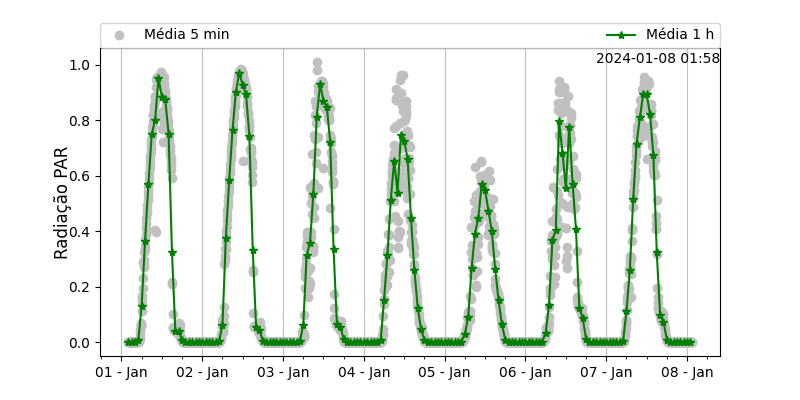 Média 5 min
Média 1 h
2024-01-08 01:58
Radiação PAR
1.0
0.8
0.6
0.4
0.2
0.0
01 - Jan
02 - Jan
03 - Jan
04 - Jan
05 - Jan
06 - Jan
07 - Jan
08 - Jan